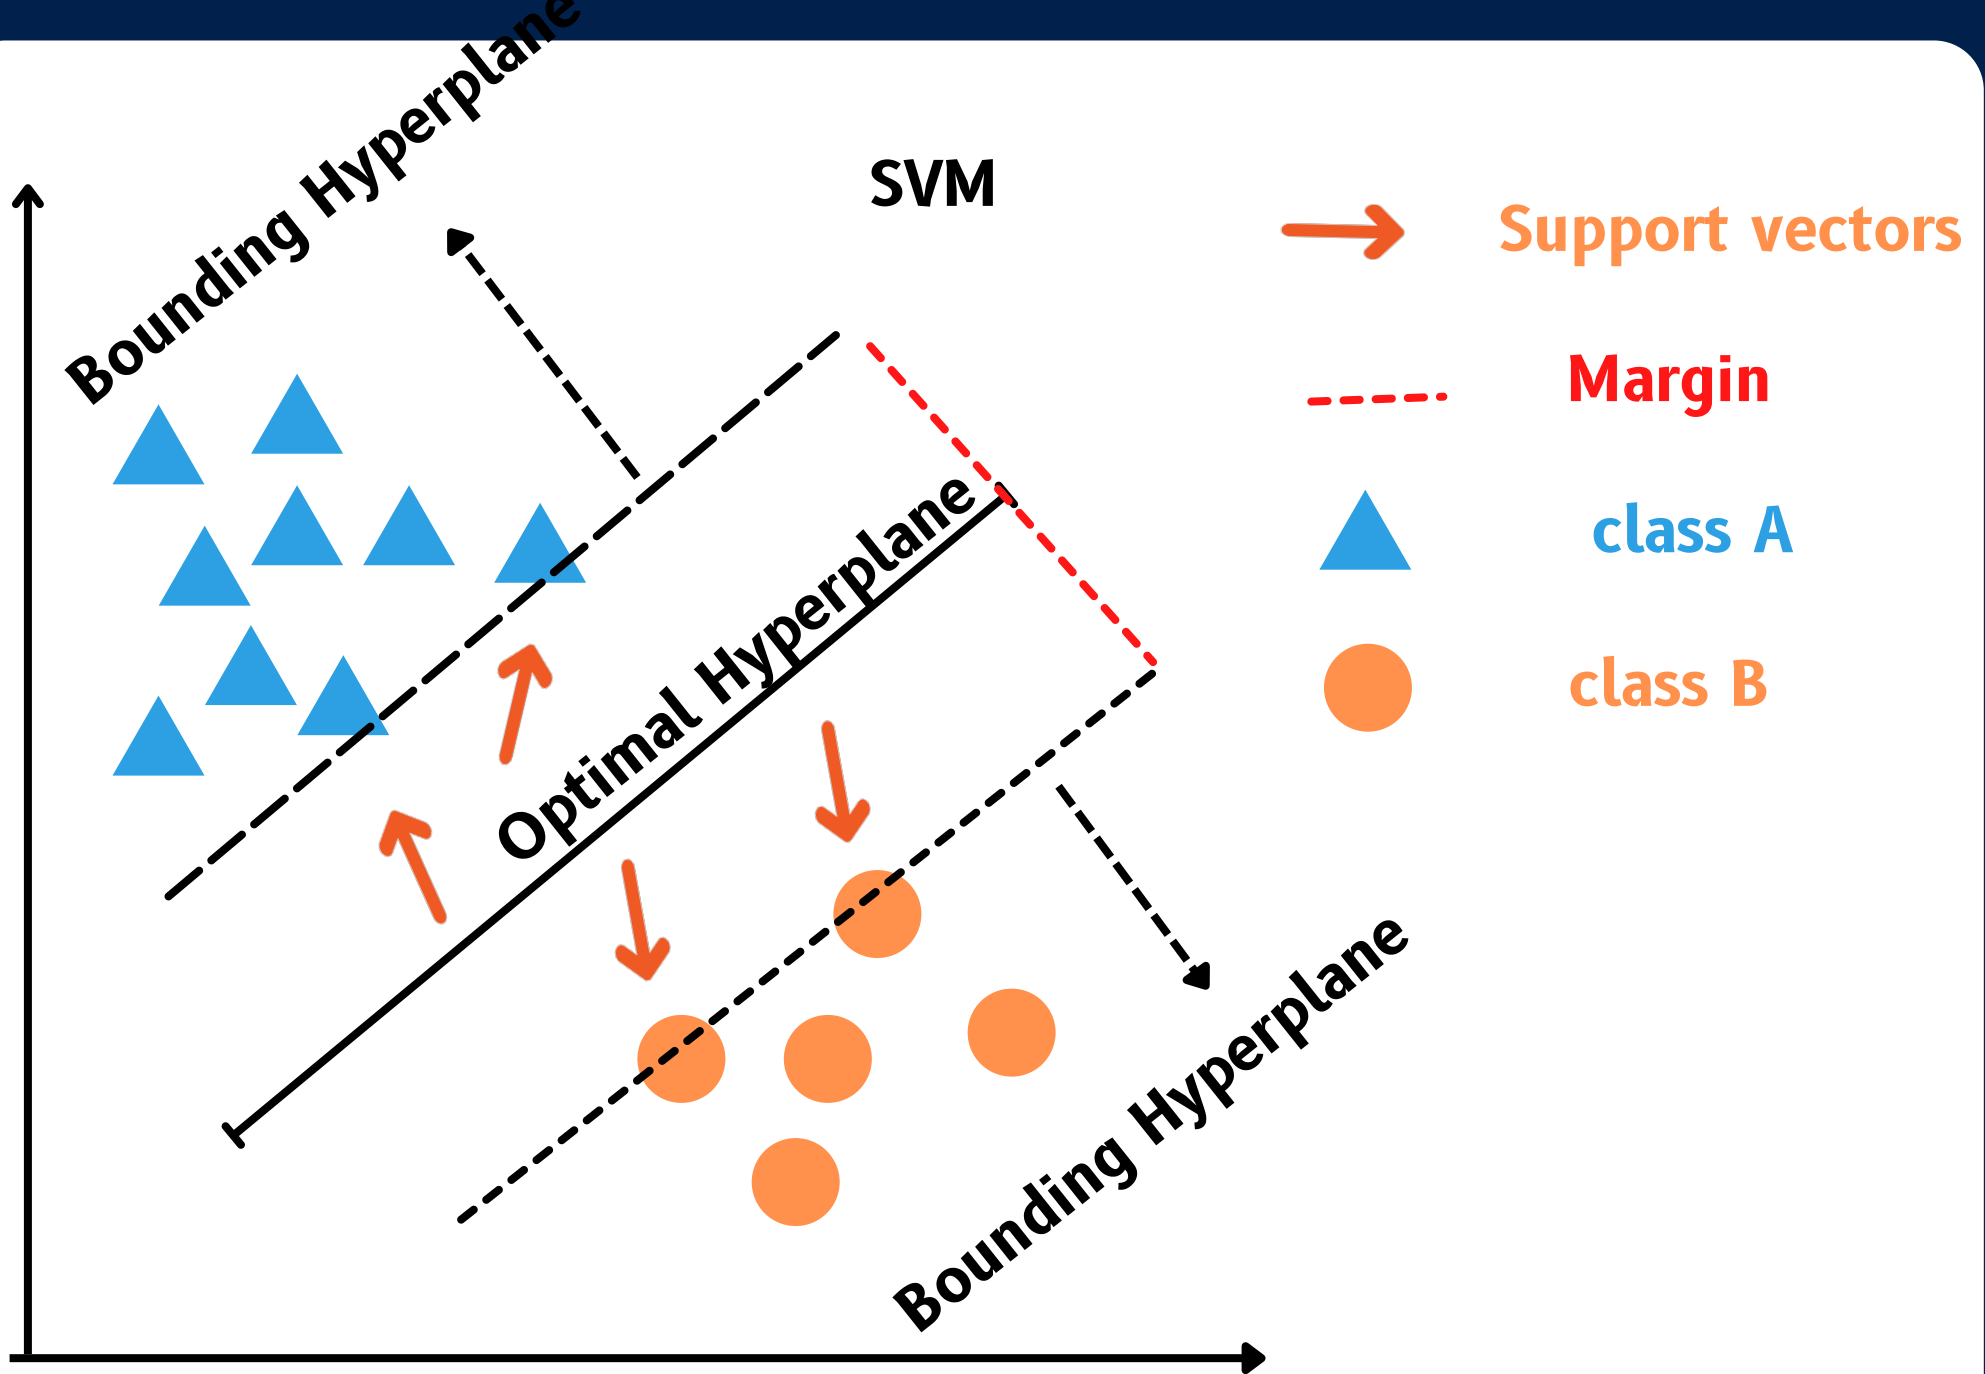 Bounding Hyperplane
SVM
Support vectors
Margin
Optimal Hyperplane
class A
class B
Bounding Hyperplane